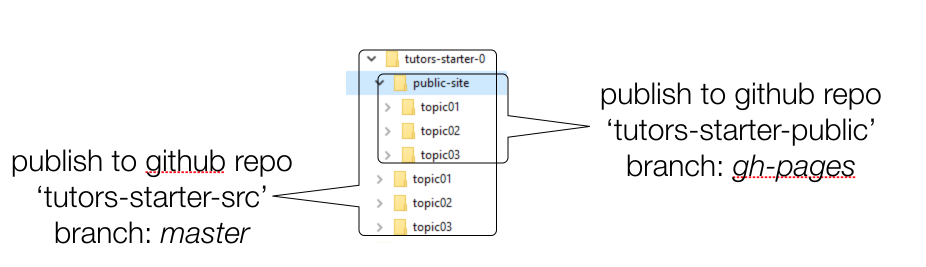 tutors-starter-0
public-site
topic01
topic02
topic03
topic01
topic02
topic03
publish to github repo
‘tutors-starter-public’
branch: gh-pages
publish to github repo
‘tutors-starter-src’
branch: master